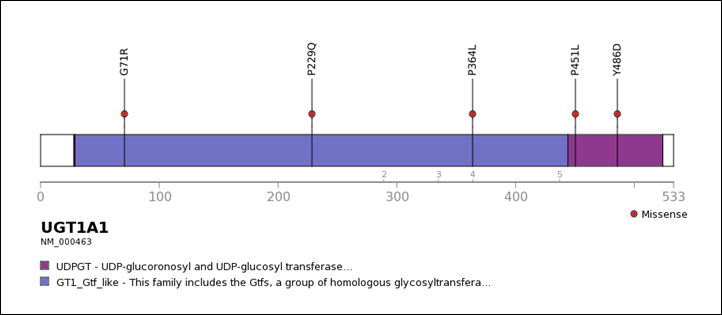 G71R P229Q P364L P451L Y486D
2 3 4 5
0 100 200 300 400 533
Missense
UGT1A1
NM_000463
UDPGT - UDP-glucoronosyl and UDP-glucosyl transferase...
GT1_Gtf_like - This family includes the Gtfs, a group of homologous glycosyltransfera...